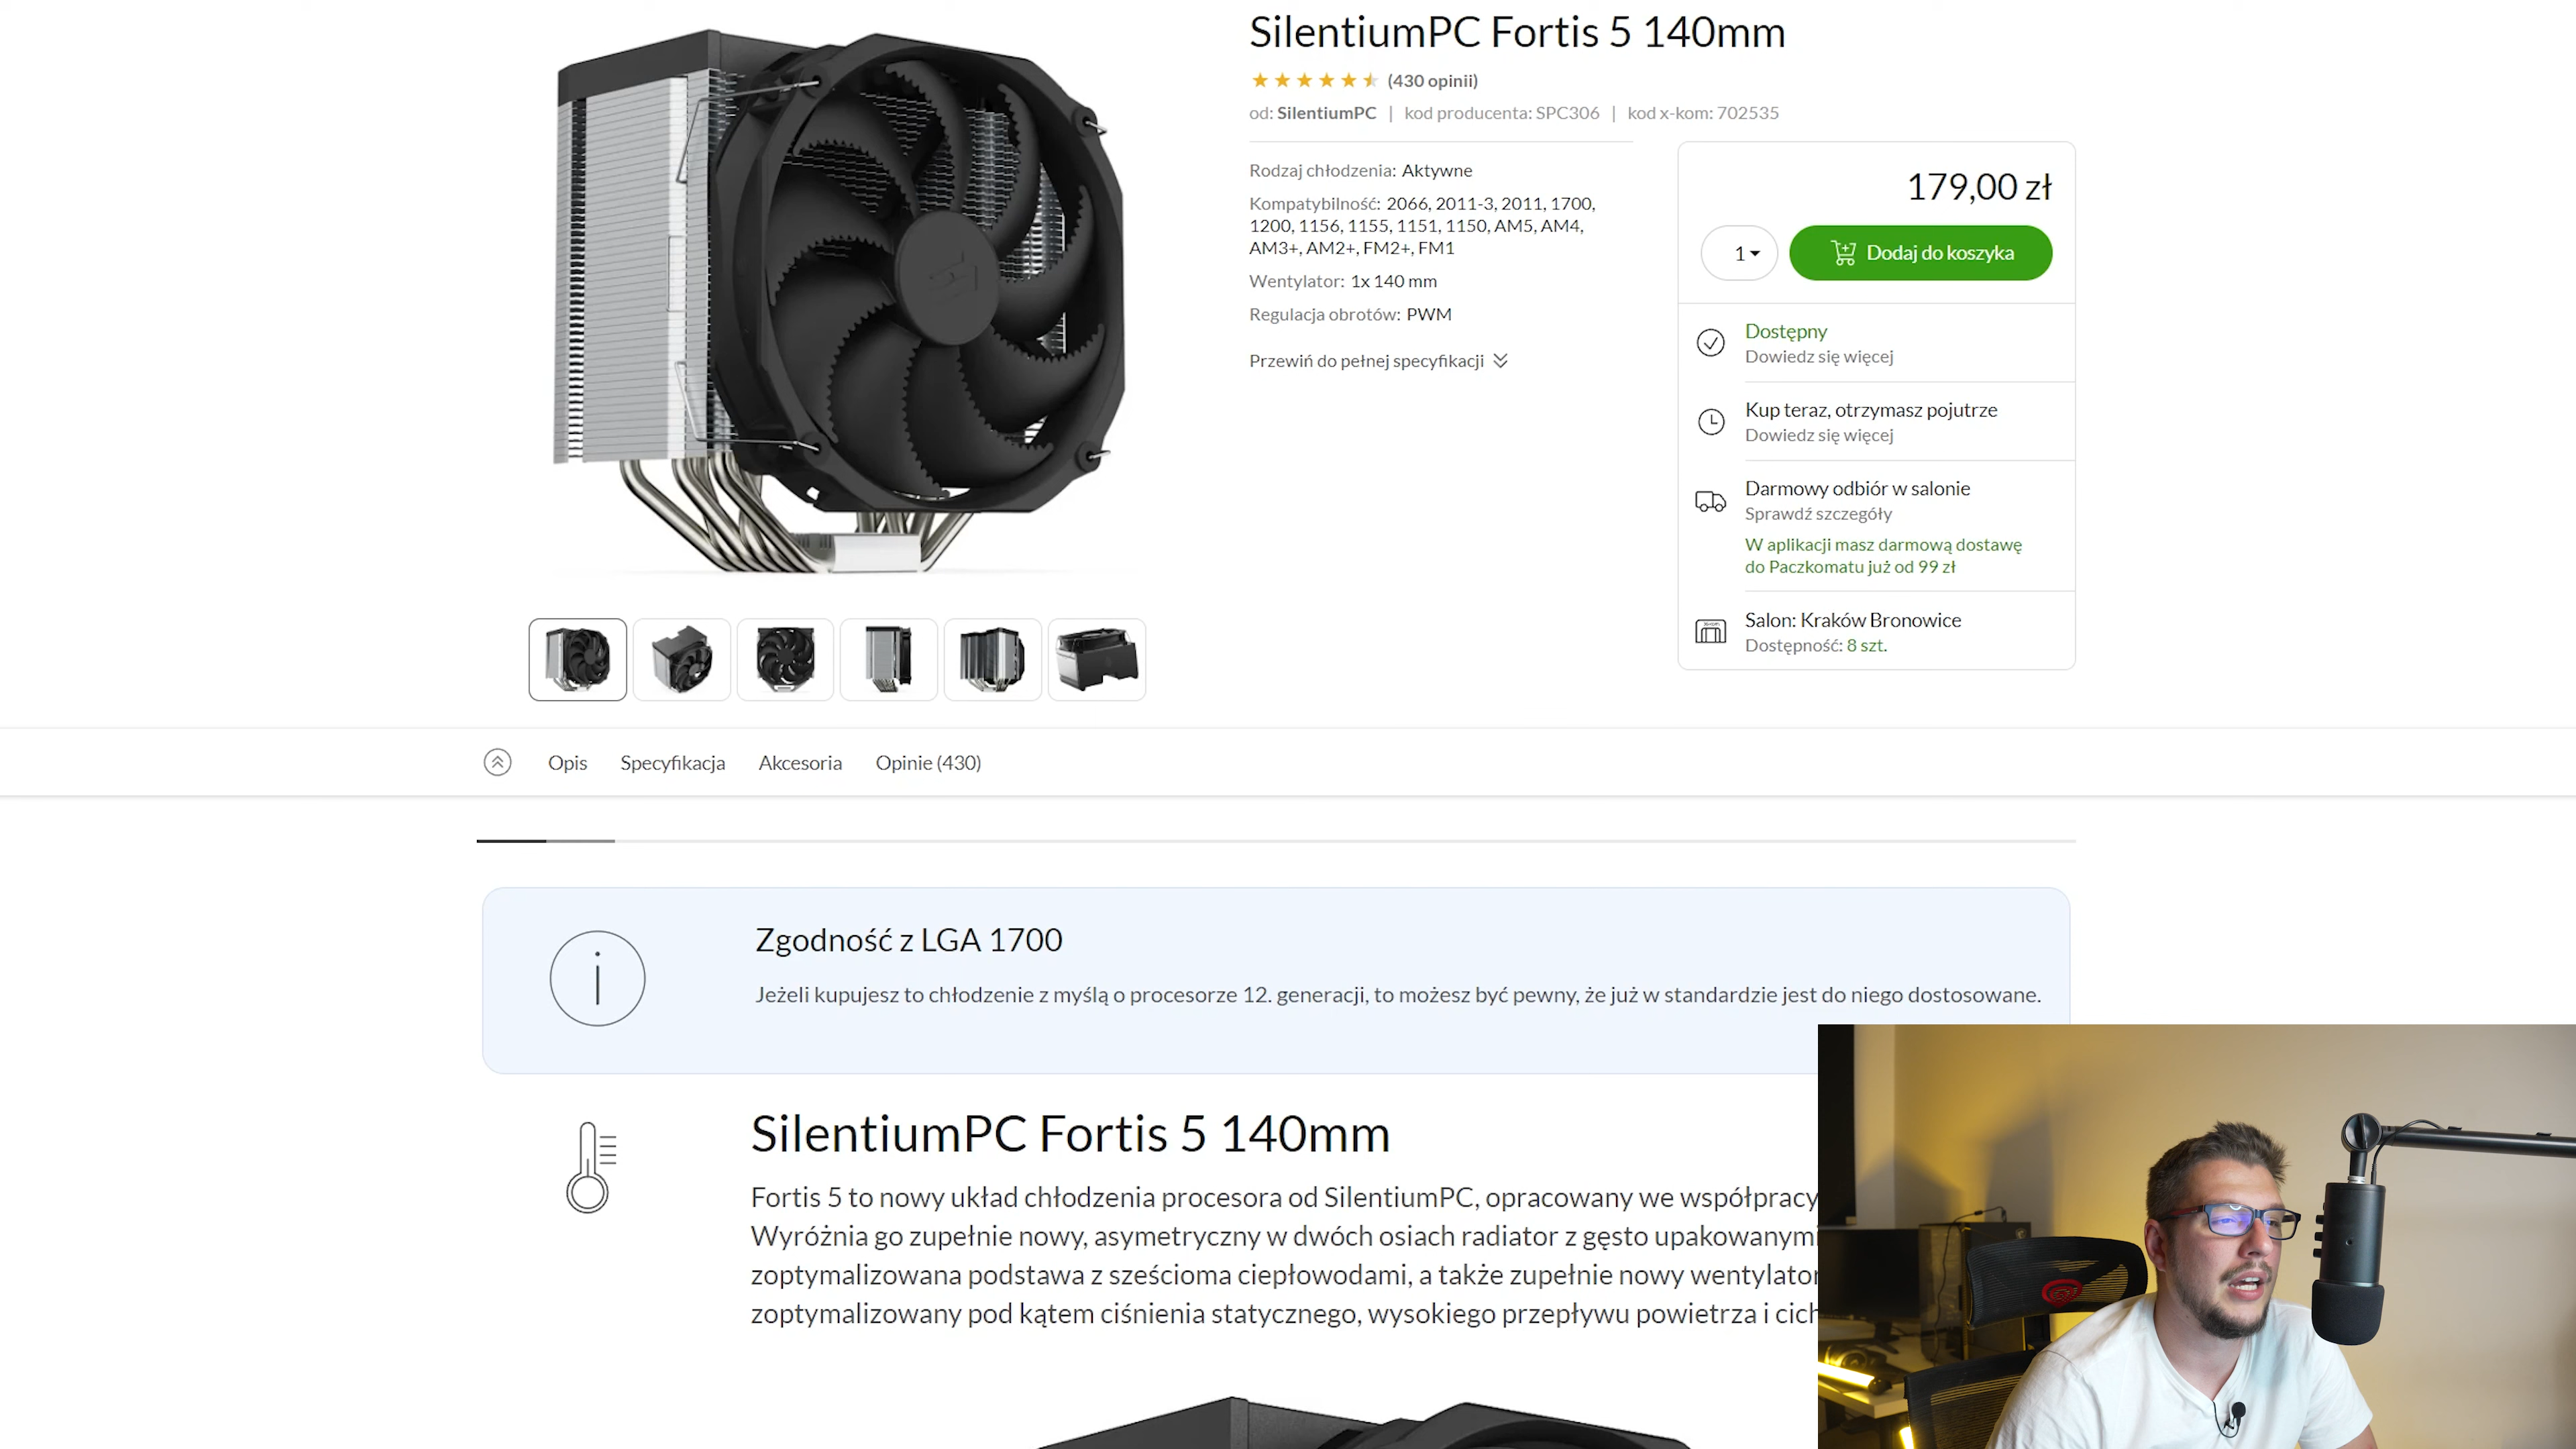 SilentiumPC Fortis 5 140mm
(430 opinii)
od: SilentiumPC | kod producenta: SPC306 | kod x-kom: 702535
Rodzaj chłodzenia: Aktywne
Kompatybilność: 2066, 2011-3, 2011, 1700,
1200, 1156, 1155, 1151, 1150, AM5, AM4,
AM3+, AM2+, FM2+, FM1
Wentylator: 1x 140 mm
Regulacja obrotów: PWM
Przewiń do pełnej specyfikacji
179,00 zł
1
Dodaj do koszyka
Dostępny
Dowiedz się więcej
Kup teraz, otrzymasz pojutrze
Dowiedz się więcej
Darmowy odbiór w salonie
Sprawdź szczegóły
W aplikacji masz darmową dostawę
do Paczkomatu już od 99 zł
Salon: Kraków Bronowice
Dostępność: 8 szt.
Opis
Specyfikacja
Akcesoria
Opinie (430)
Zgodność z LGA 1700
Jeżeli kupujesz to chłodzenie z myślą o procesorze 12. generacji, to możesz być pewny, że już w standardzie jest do niego dostosowane.
SilentiumPC Fortis 5 140mm
Fortis 5 to nowy układ chłodzenia procesora od SilentiumPC, opracowany we współpracy
Wyróżnia go zupełnie nowy, asymetryczny w dwóch osiach radiator z gęsto upakowanymi
zoptymalizowana podstawa z sześcioma ciepłowodami, a także zupełnie nowy wentylator
zoptymalizowany pod kątem ciśnienia statycznego, wysokiego przepływu powietrza i cich